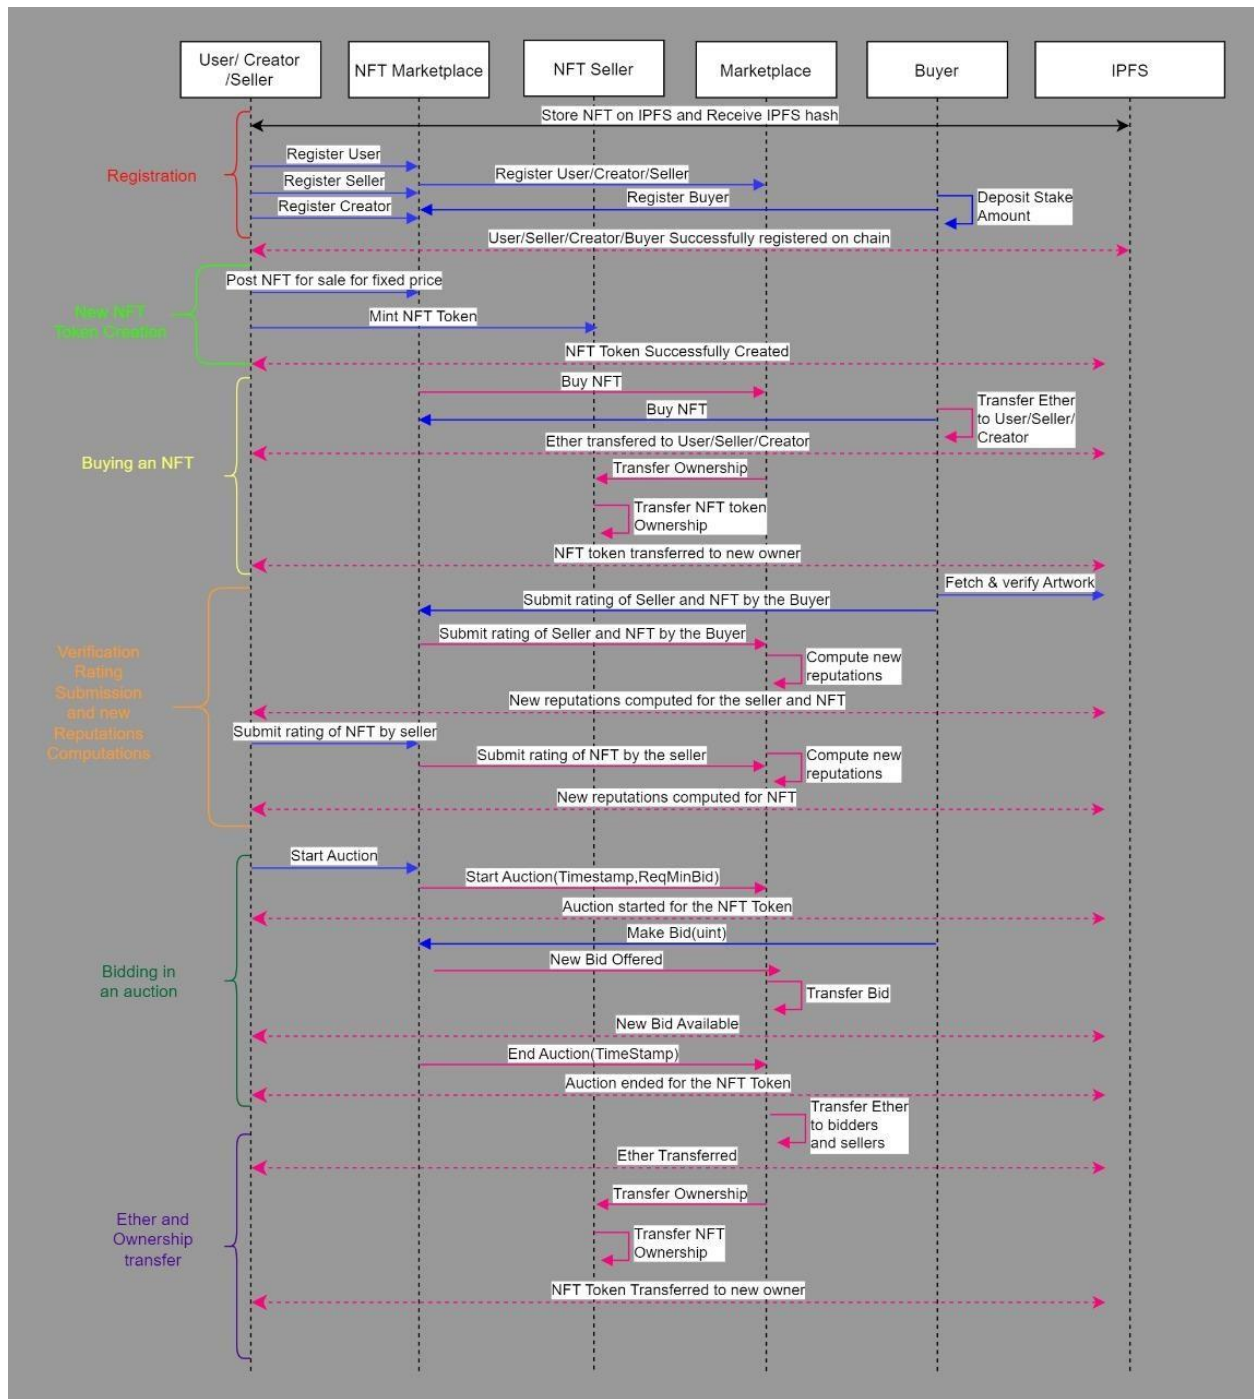 User/ Creator
/Seller
NFT Marketplace
NFT Seller
Marketplace
Buyer
IPFS
Store NFT on IPFS and Receive IPFS hash
Registration
Register User
Register Seller
Register Creator
Register User/Creator/Seller
Register Buyer
Deposit Stake
Amount
User/Seller/Creator/Buyer Successfully registered on chain
New NFT
Token Creation
Post NFT for sale for fixed price
Mint NFT Token
NFT Token Successfully Created
Buying an NFT
Buy NFT
Buy NFT
Transfer Ether
to User/Seller/
Creator
Ether transfered to User/Seller/Creator
Transfer Ownership
Transfer NFT token
Ownership
NFT token transferred to new owner
Verification
Rating
Submission
and new
Reputations
Computations
Fetch & verify Artwork
Submit rating of Seller and NFT by the Buyer
Submit rating of Seller and NFT by the Buyer
Compute new
reputations
New reputations computed for the seller and NFT
Submit rating of NFT by seller
Submit rating of NFT by the seller
Compute new
reputations
New reputations computed for NFT
Bidding in
an auction
Start Auction
Start Auction(Timestamp,ReqMinBid)
Auction started for the NFT Token
Make Bid(uint)
New Bid Offered
Transfer Bid
New Bid Available
End Auction(TimeStamp)
Auction ended for the NFT Token
Transfer Ether
to bidders
and sellers
Ether and
Ownership
transfer
Ether Transferred
Transfer Ownership
Transfer NFT
Ownership
NFT Token Transferred to new owner